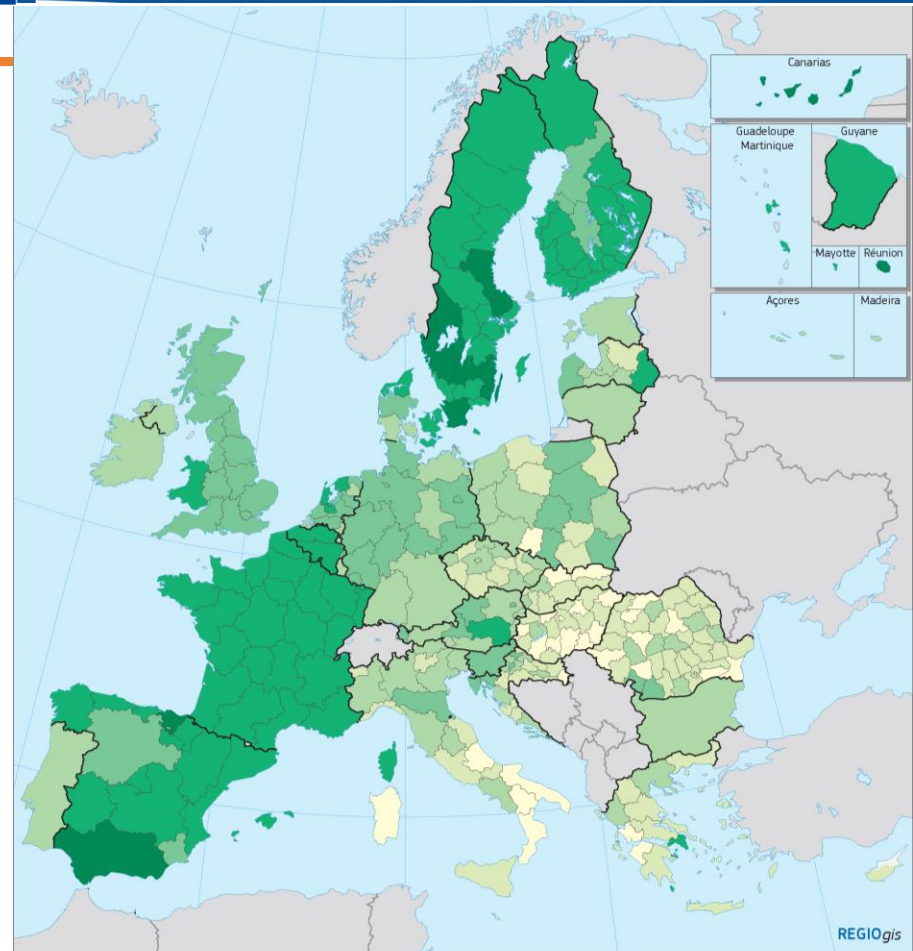 Canarias
Guadeloupe
Martinique
Guyane
Mayotte
Réunion
Açores
Madeira
REGIOgis